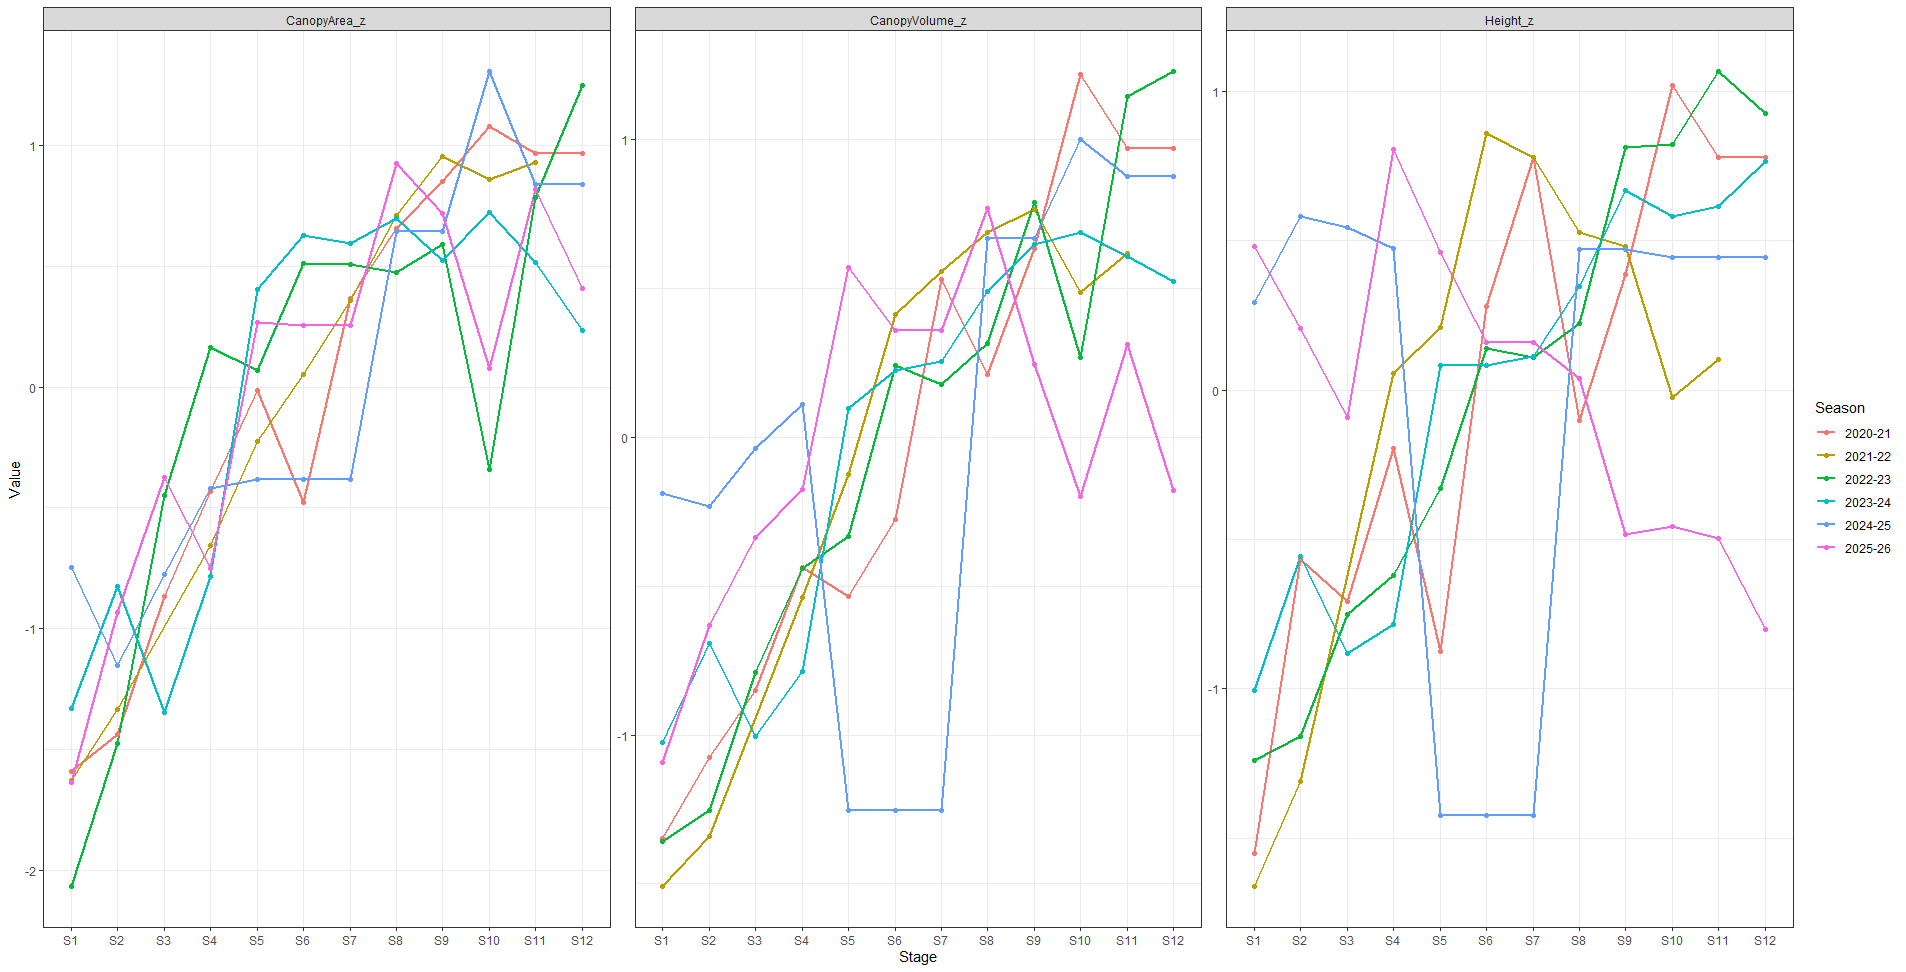 CanopyArea_z
CanopyVolume_z
Height_z
Value
1
0
-1
-2
1
0
-1
1
0
-1
S1 S2 S3 S4 S5 S6 S7 S8 S9 S10 S11 S12
S1 S2 S3 S4 S5 S6 S7 S8 S9 S10 S11 S12
S1 S2 S3 S4 S5 S6 S7 S8 S9 S10 S11 S12
Stage
Season
2020-21
2021-22
2022-23
2023-24
2024-25
2025-26